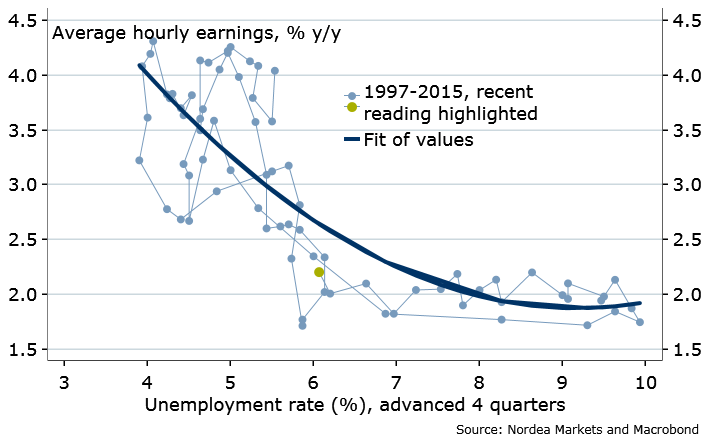 Average hourly earnings, % y/y
1997-2015, recent
reading highlighted
Fit of values
4.5 4.5
4.0 4.0
3.5 3.5
3.0 3.0
2.5 2.5
2.0 2.0
1.5 1.5
3 4 5 6 7 8 9 10
Unemployment rate (%), advanced 4 quarters
Source: Nordea Markets and Macrobond